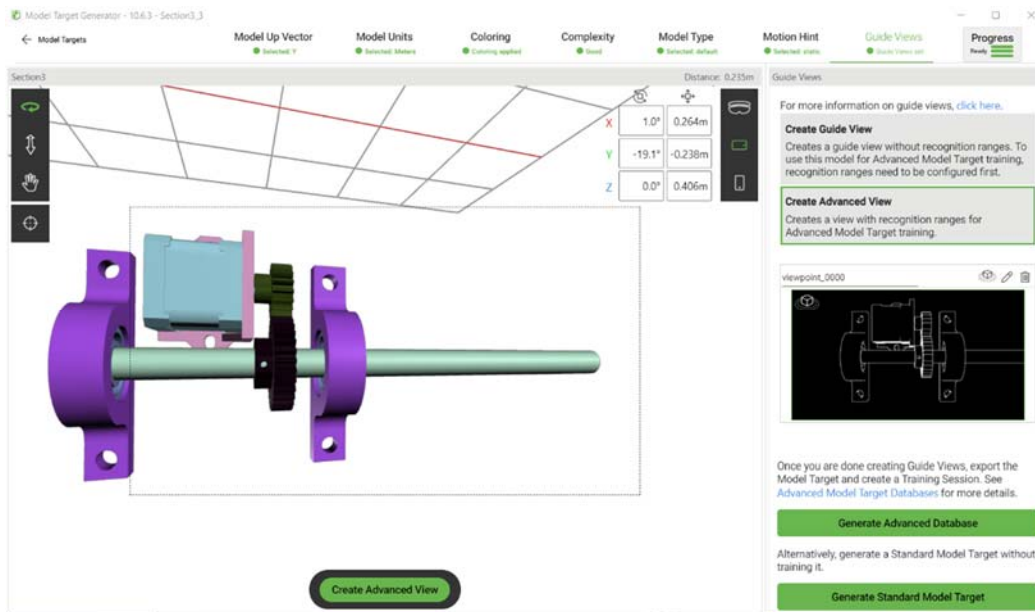 Model Target Generator - 10.6.3 - Section3_3
Model Targets
Model Up Vector
Selected: Y
Model Units
Selected: Meters
Coloring
Coloring applied
Complexity
Good
Model Type
Selected: default
Motion Hint
Selected: static
Guide Views
Guide Views set
Progress
Ready
Section3
Distance: 0.235m
Guide Views
X 1.0° 0.264m
Y -19.1° -0.238m
Z 0.0° 0.406m
For more information on guide views, click here.
Create Guide View
Creates a guide view without recognition ranges. To
use this model for Advanced Model Target training,
recognition ranges need to be configured first.
Create Advanced View
Creates a view with recognition ranges for
Advanced Model Target training.
viewpoint_0000
Once you are done creating Guide Views, export the
Model Target and create a Training Session. See
Advanced Model Target Databases for more details.
Generate Advanced Database
Alternatively, generate a Standard Model Target without
training it.
Generate Standard Model Target
Create Advanced View